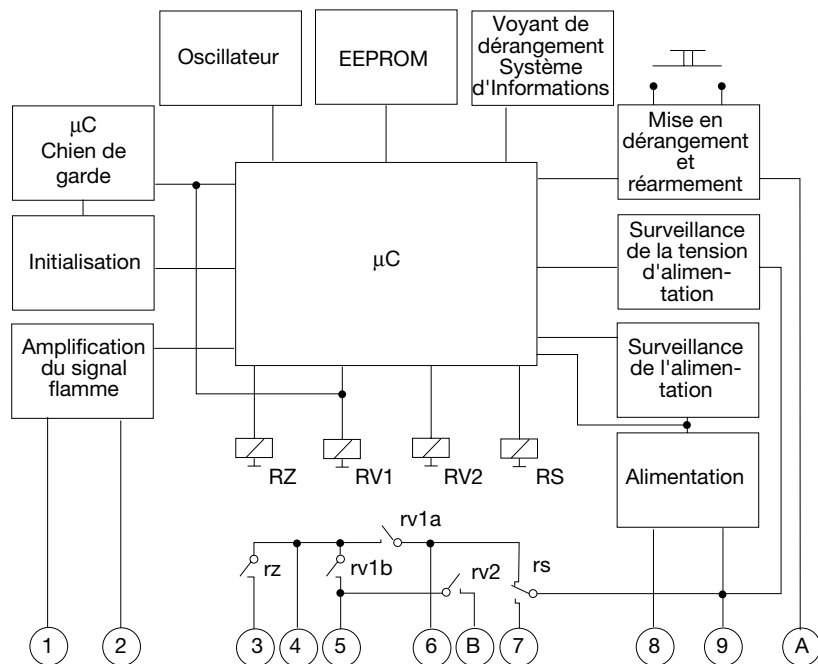 Oscillateur
EEPROM
Voyant de
dérangement
Système
d'Informations
μC
Chien de
garde
Mise en
dérangement
et
réarmement
Initialisation
μC
Surveillance
de la tension
d'alimen-
tation
Amplification
du signal
flamme
Surveillance
de l'alimen-
tation
RZ
RV1
RV2
RS
Alimentation
rv1a
rz
rv1b
rv2
rs
1
2
3
4
5
6
B
7
8
9
A